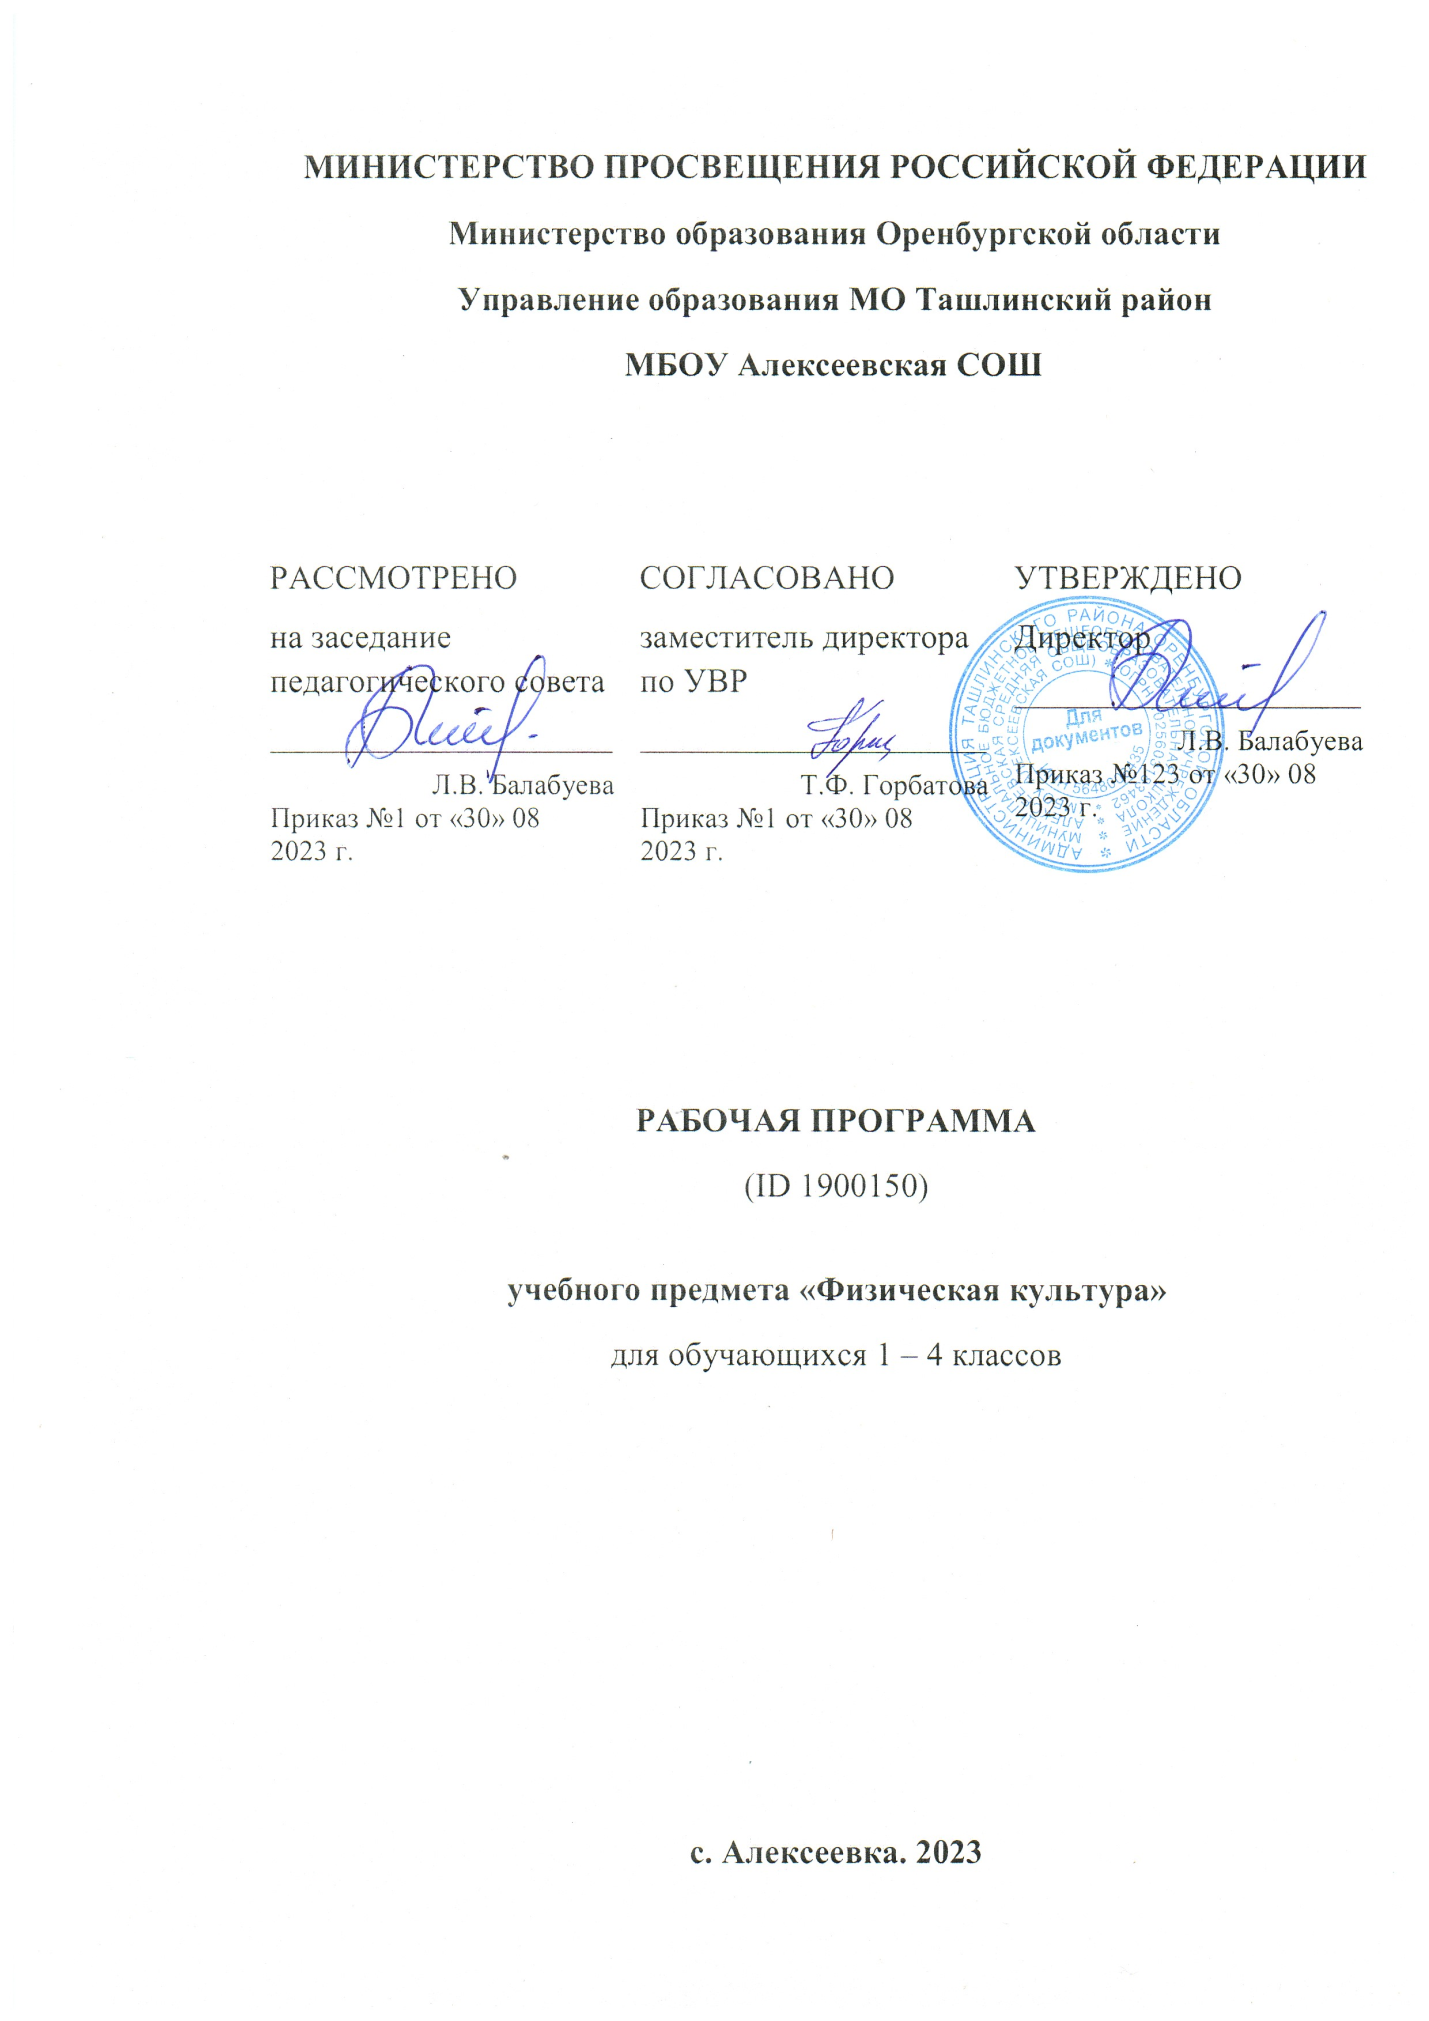 МИНИСТЕРСТВО ПРОСВЕЩЕНИЯ РОССИЙСКОЙ ФЕДЕРАЦИИ
Министерство образования Оренбургской области
Управление образования МО Ташлинский район
МБОУ Алексеевская СОШ
РАССМОТРЕНО
на заседание
педагогического совета
Л.В. Балабуева
Приказ №1 от «30» 08
2023 г.
СОГЛАСОВАНО
заместитель директора
по УВР
Т.Ф. Горбатова
Приказ №1 от «30» 08
2023 г.
УТВЕРЖДЕНО
Директор
Л.В. Балабуева
Приказ №123 от «30» 08
2023 г.
Для
документов
РАБОЧАЯ ПРОГРАММА
(ID 1900150)
учебного предмета «Физическая культура»
для обучающихся 1 – 4 классов
с. Алексеевка. 2023